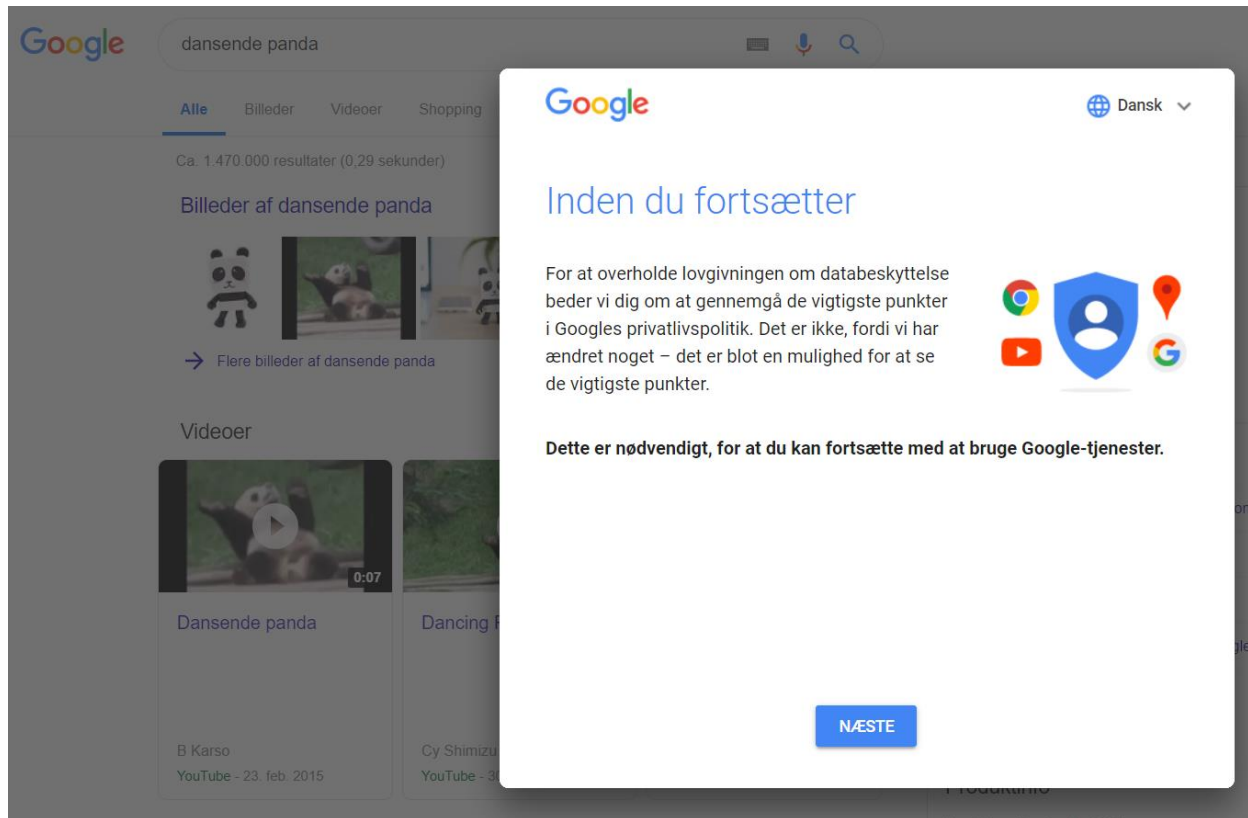 Google
dansende panda
Alle Billeder Videoer Shopping
Ca. 1.470.000 resultater (0,29 sekunder)
Billeder af dansende panda
Flere billeder af dansende panda
Videoer
0:07
Dansende panda
Dancing
B Karso
Cy Shimizu
YouTube - 23. feb. 2015
YouTube - 
Google
Dansk
Inden du fortsætter
For at overholde lovgivningen om databeskyttelse
beder vi dig om at gennemgå de vigtigste punkter
i Googles privatlivspolitik. Det er ikke, fordi vi har
ændret noget – det er blot en mulighed for at se
de vigtigste punkter.
Dette er nødvendigt, for at du kan fortsætte med at bruge Google-tjenester.
NÆSTE